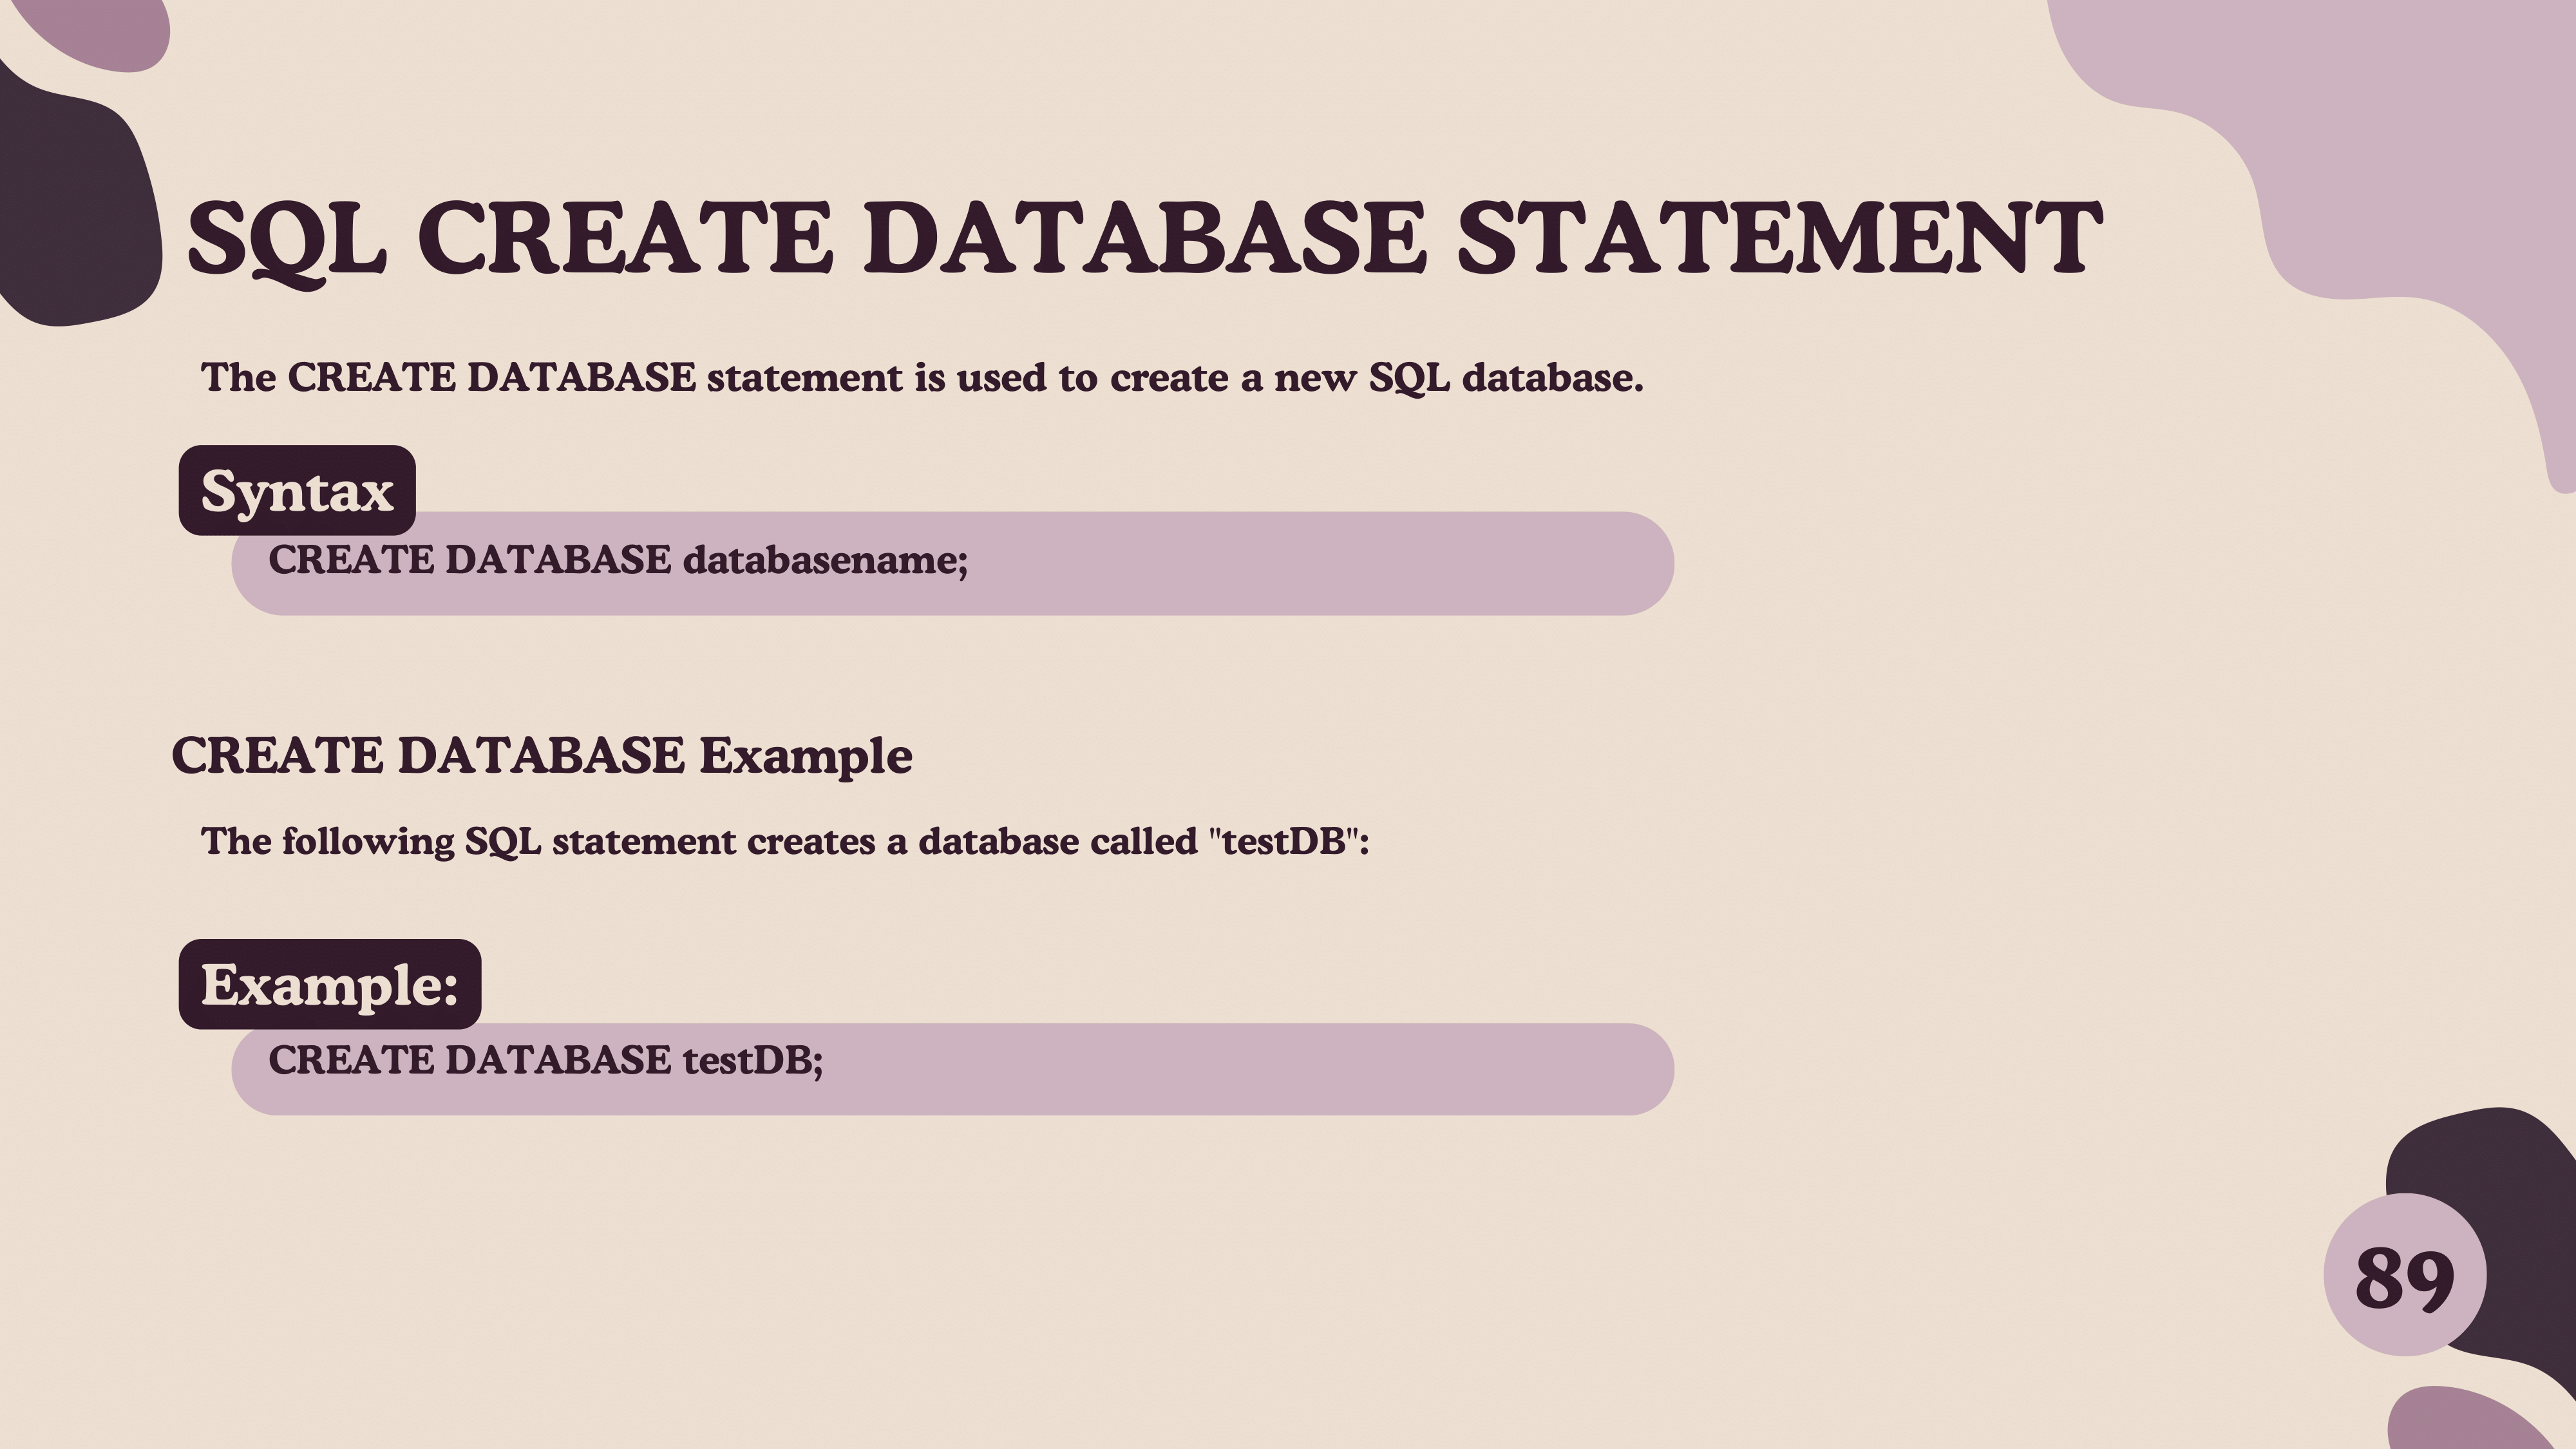 SQL CREATE DATABASE STATEMENT
The CREATE DATABASE statement is used to create a new SQL database.
Syntax
CREATE DATABASE databasename;
CREATE DATABASE Example
The following SQL statement creates a database called "testDB":
Example:
CREATE DATABASE testDB;
89